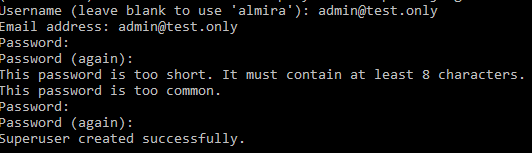 Username (leave blank to use 'almira'): admin@test.only
Email address: admin@test.only
Password:
Password (again):
This password is too short. It must contain at least 8 characters.
This password is too common.
Password:
Password (again):
Superuser created successfully.